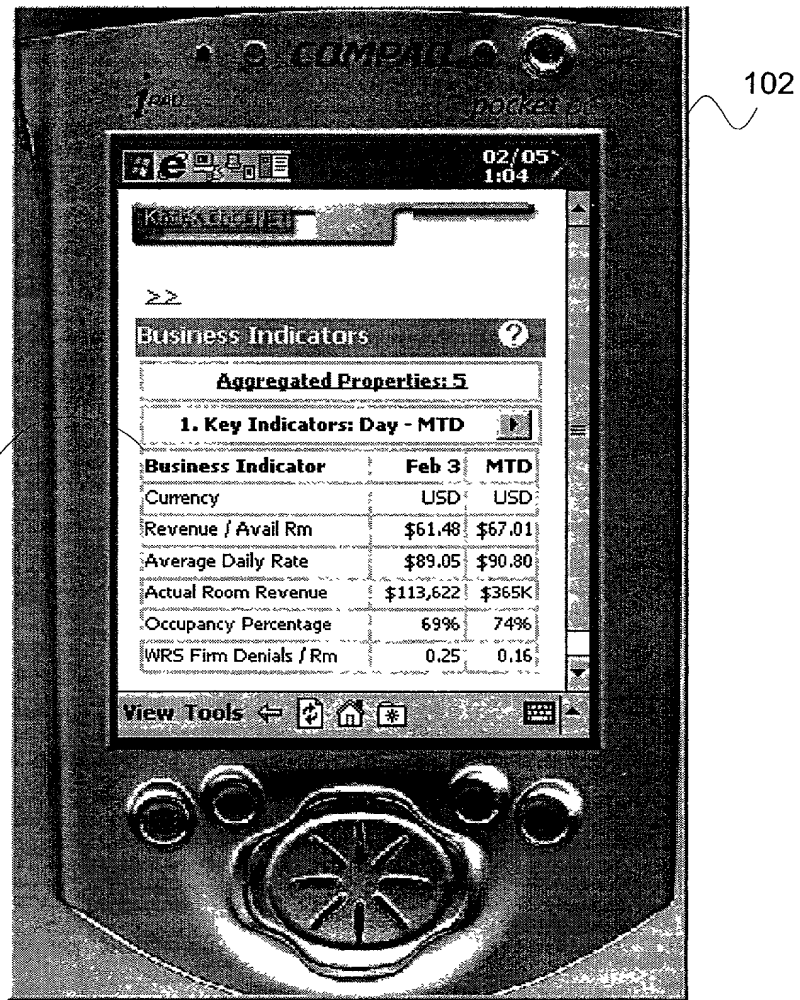 COMPAQ
102
iPAQ
pocket pc
02/05
1:04
>>
Business Indicators ?
Aggregated Properties: 5
1. Key Indicators: Day - MTD
Business Indicator Feb 3 MTD
Currency USD USD
Revenue / Avail Rm $61.48 $67.01
Average Daily Rate $89.05 $90.80
Actual Room Revenue $113,622 $365K
Occupancy Percentage 69% 74%
WRS Firm Denials / Rm 0.25 0.16
View Tools